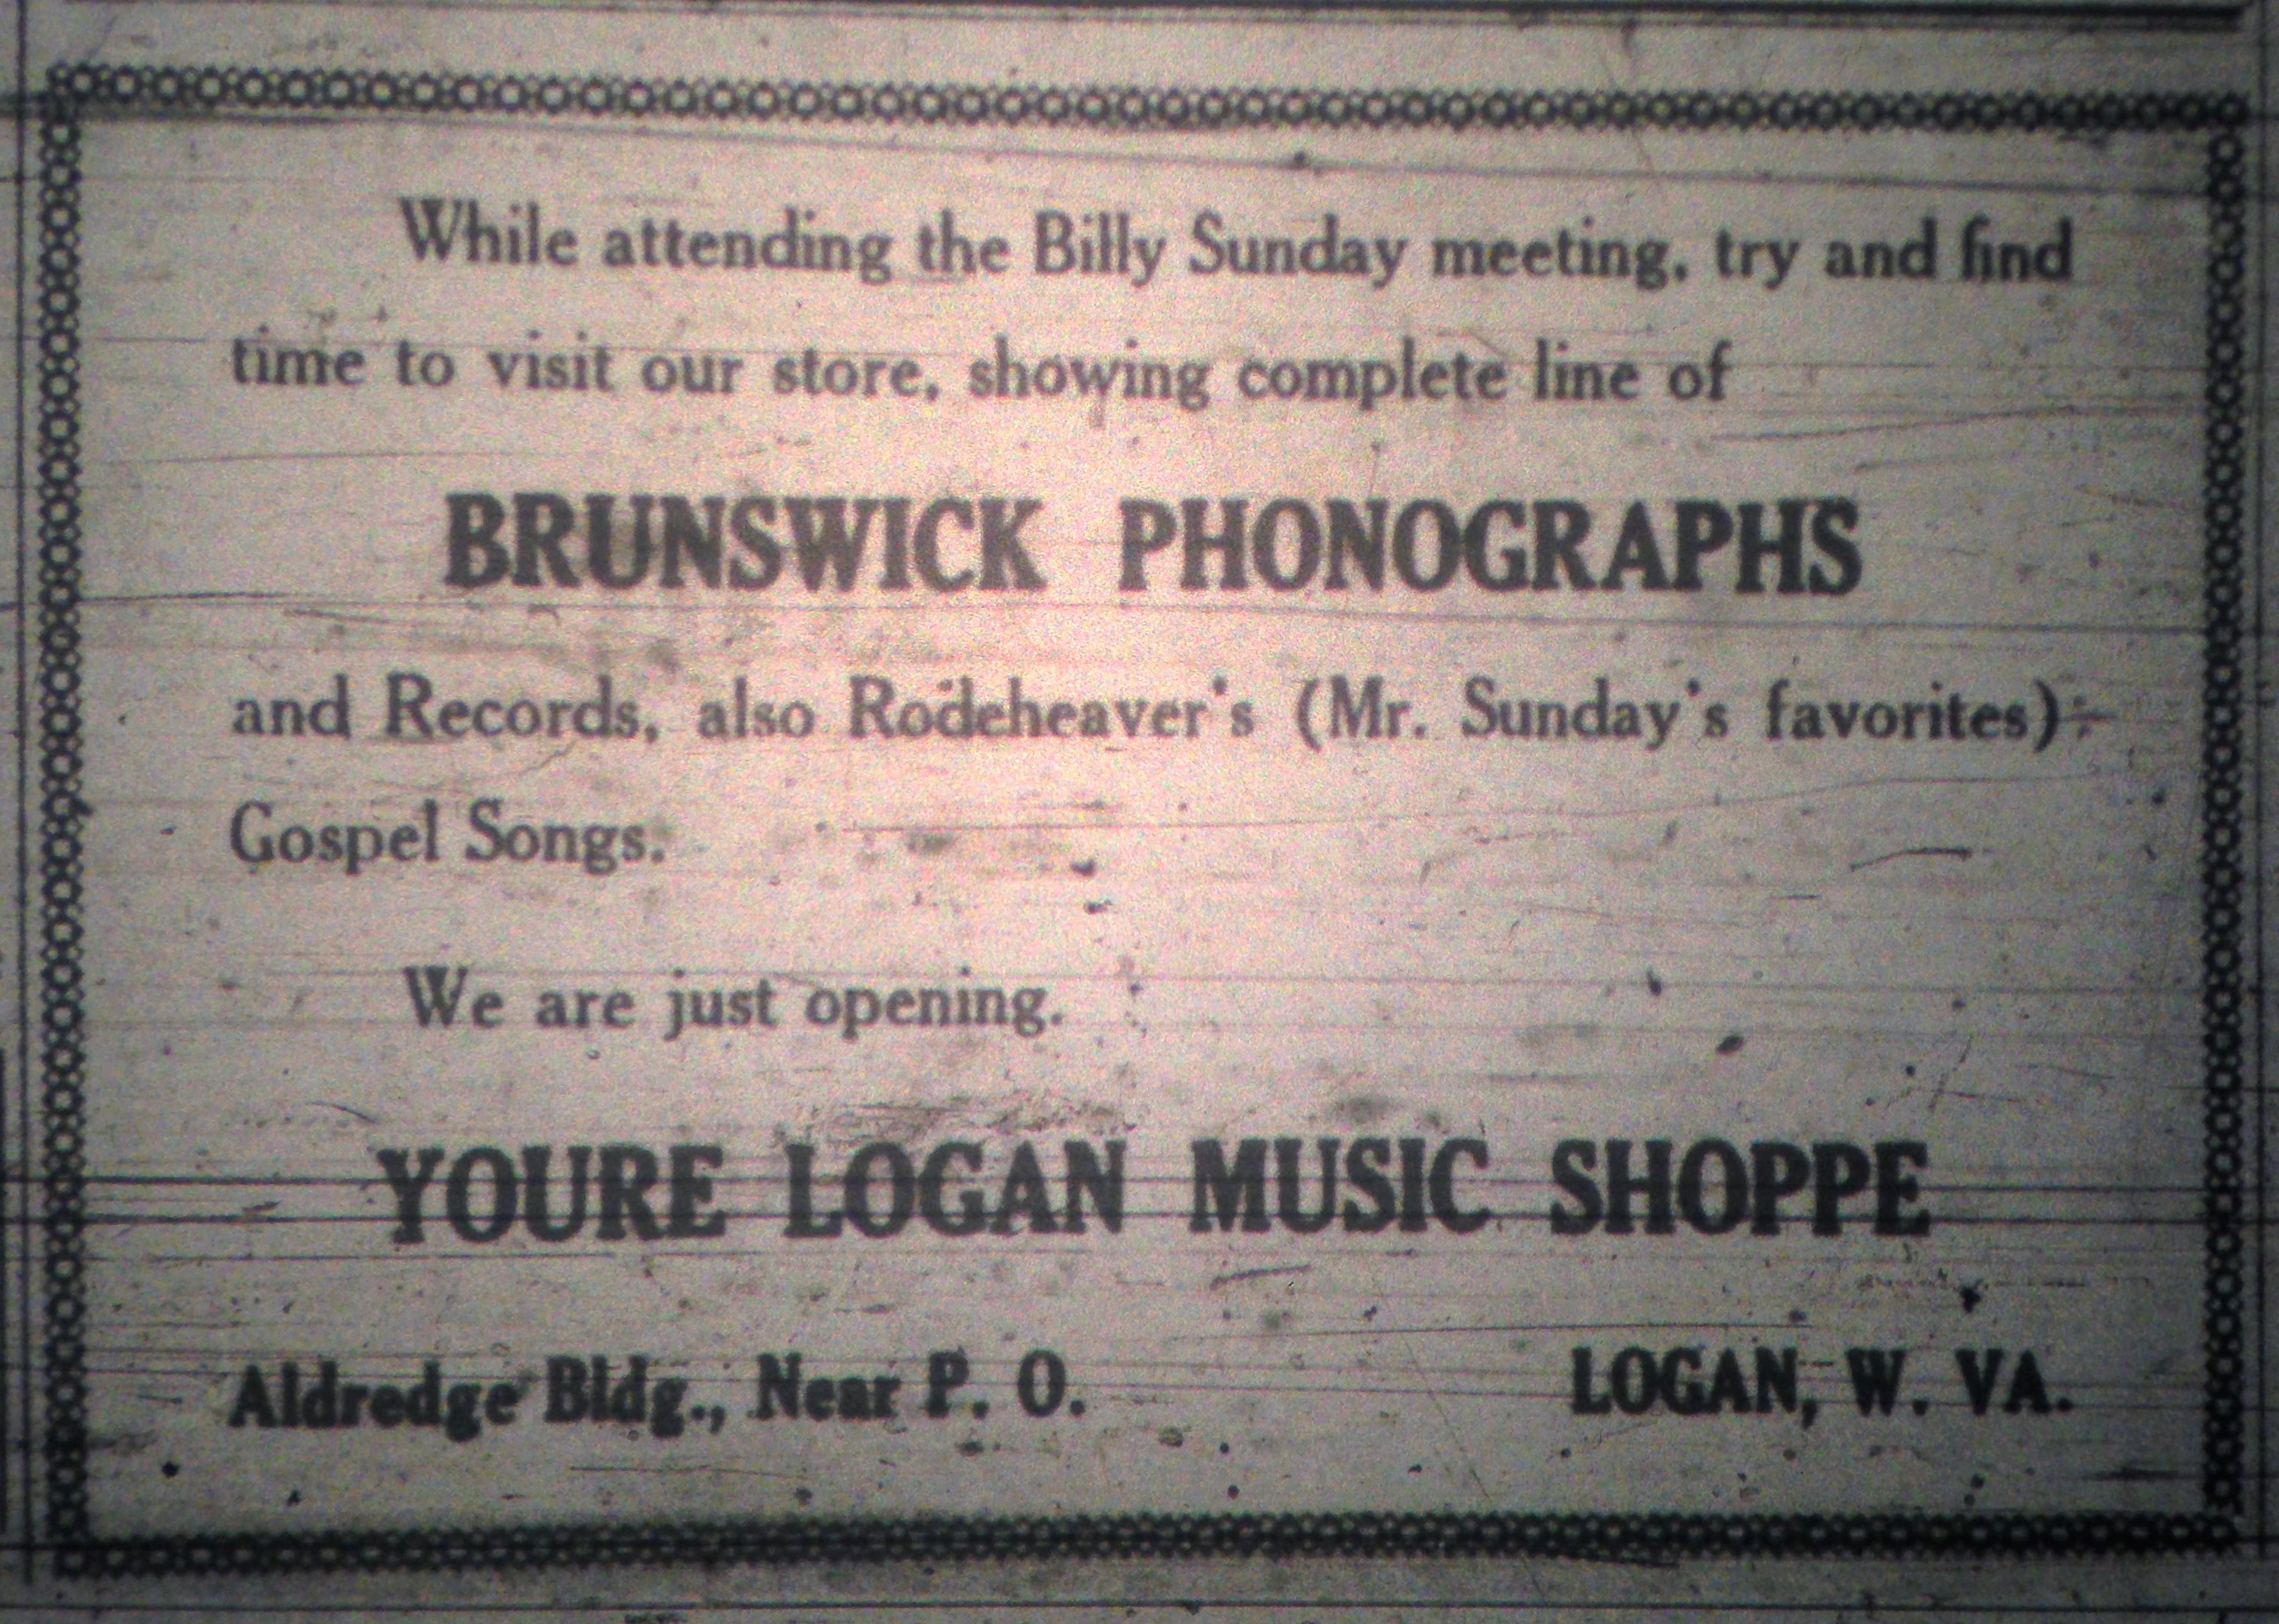 While attending the Billy Sunday meeting, try and find
time to visit our store, showing complete line of
BRUNSWICK PHONOGRAPHS
and Records, also Rodeheaver's (Mr. Sunday's favorites)
Gospel Songs.
We are just opening.
YOURE LOGAN MUSIC SHOPPE
Aldredge Bldg., Near P. O. LOGAN, W. VA.